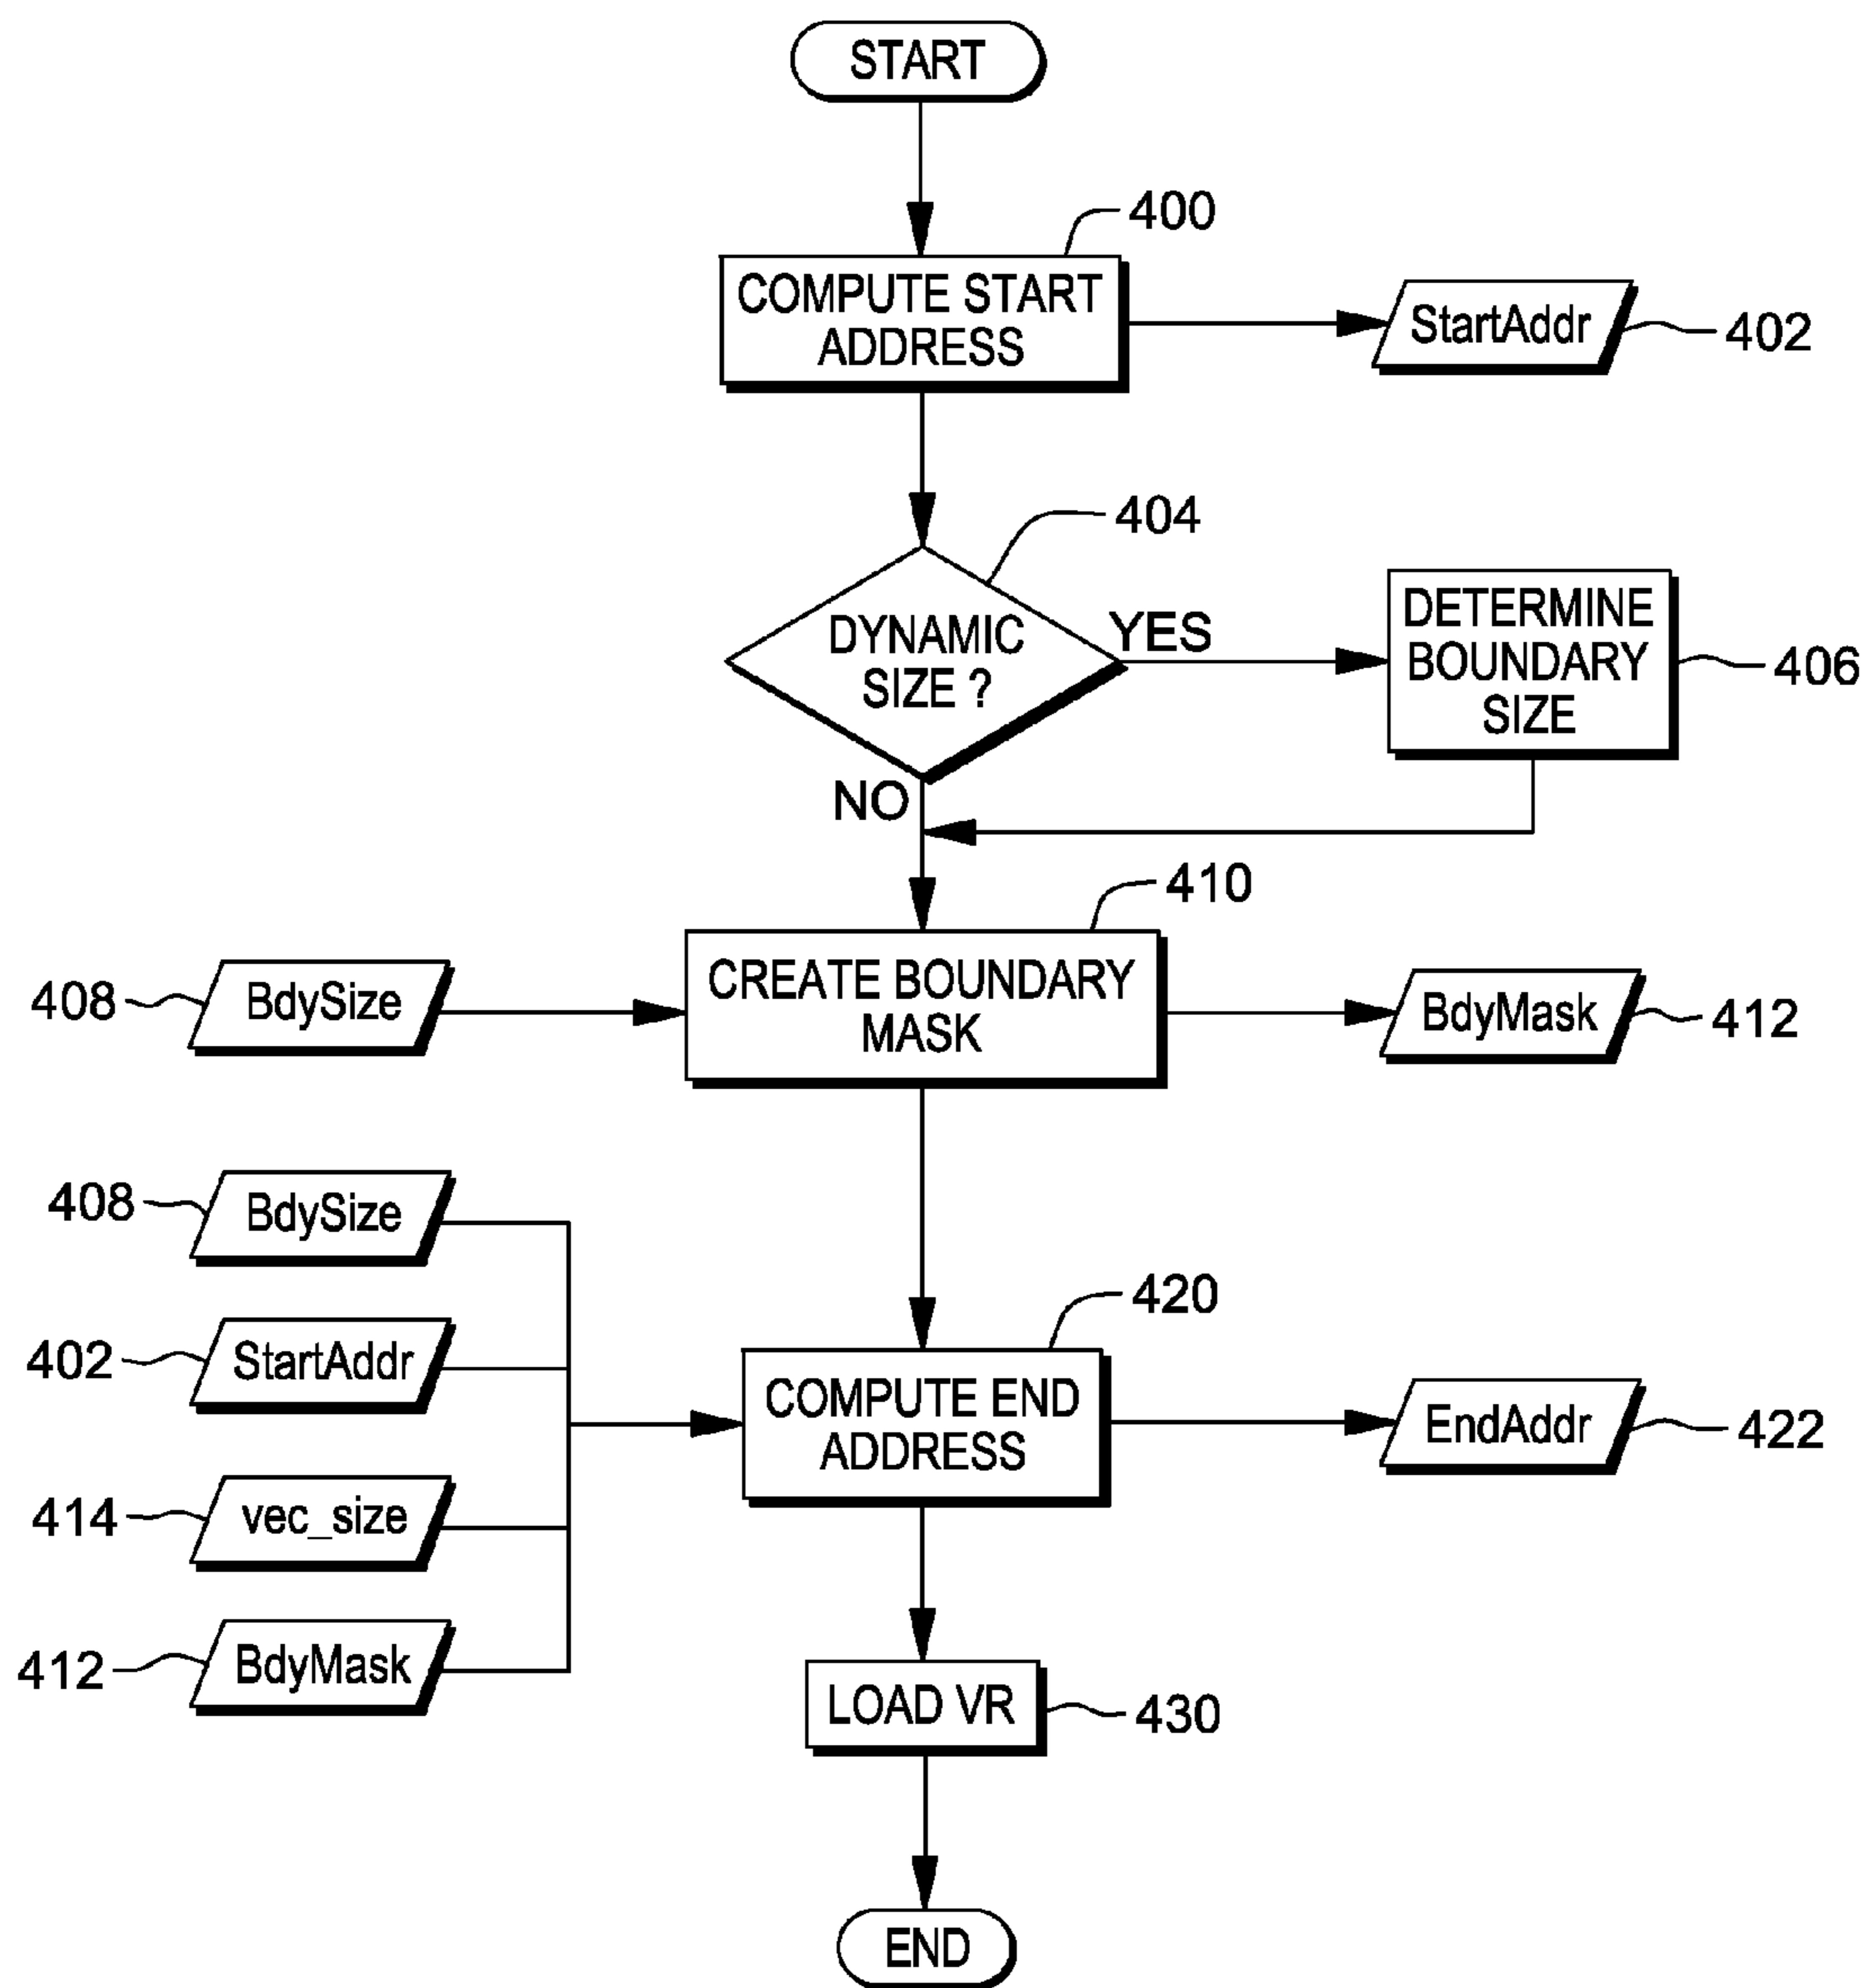 START
400
COMPUTE START
ADDRESS
StartAddr
402
404
DYNAMIC
SIZE ?
YES
DETERMINE
BOUNDARY
SIZE
406
NO
410
408
BdySize
CREATE BOUNDARY
MASK
BdyMask
412
408
BdySize
402
StartAddr
414
vec_size
412
BdyMask
420
COMPUTE END
ADDRESS
EndAddr
422
LOAD VR
430
END